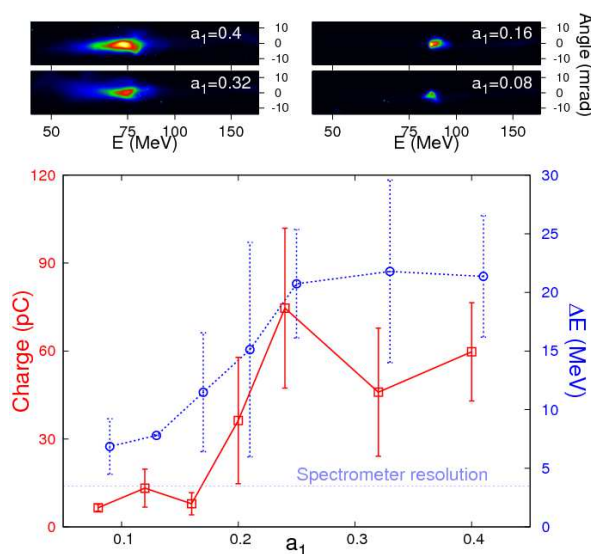 a1=0.4
a1=0.16
10
0
-10
a1=0.32
a1=0.08
10
0
-10
Angle (mrad)
50 75 100 150
E (MeV)
50 75 100 150
E (MeV)
120
90
60
30
0
Charge (pC)
30
25
20
15
10
5
0
ΔE (MeV)
Spectrometer resolution
0.1 0.2 0.3 0.4
a1